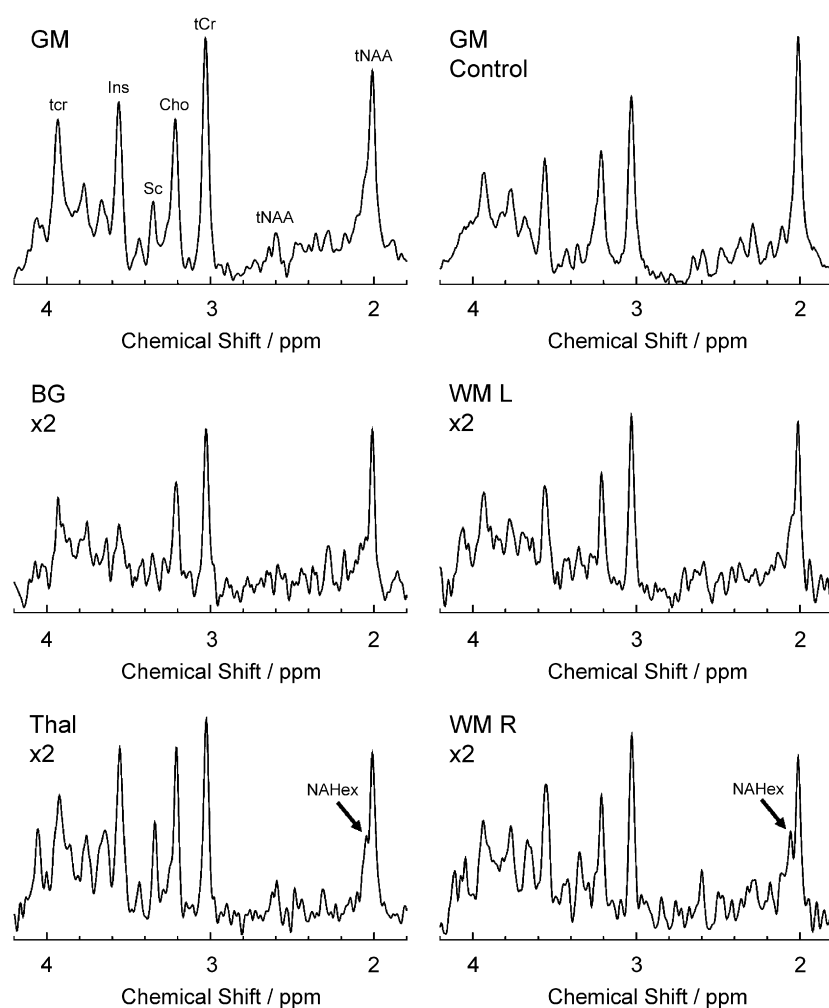 GM
tcr
Ins
Sc
Cho
tCr
tNAA
tNAA
4 3 2
Chemical Shift / ppm
GM
Control
4 3 2
Chemical Shift / ppm
BG
x2
4 3 2
Chemical Shift / ppm
WM L
x2
4 3 2
Chemical Shift / ppm
Thal
x2
NAHex
4 3 2
Chemical Shift / ppm
WM R
x2
NAHex
4 3 2
Chemical Shift / ppm